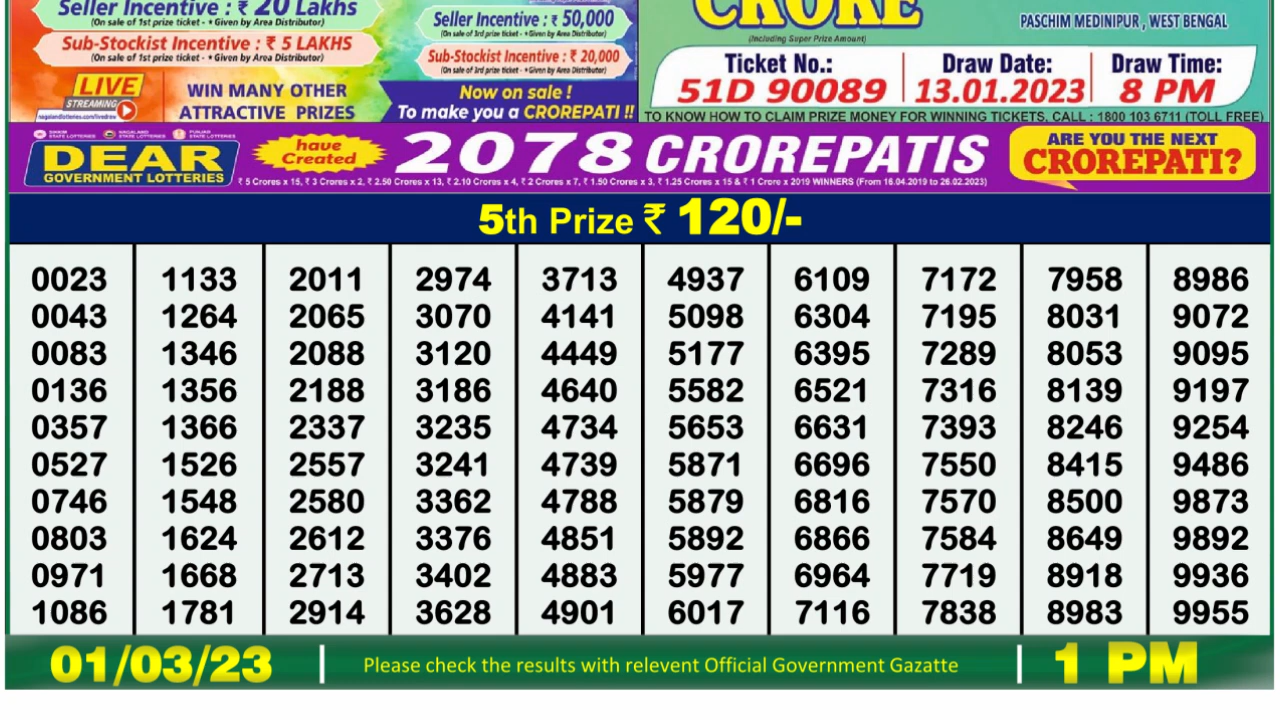 Seller Incentive : ₹ 20 Lakhs
(On sale of 1st prize ticket - *Given by Area Distributor)
Sub-Stockist Incentive : ₹ 5 LAKHS
(On sale of 1st prize ticket - *Given by Area Distributor)
LIVE
STREAMING
nagalandlotteries.com/livedraw
WIN MANY OTHER
ATTRACTIVE PRIZES
Seller Incentive : ₹ 50,000
(On sale of 3rd prize ticket - *Given by Area Distributor)
Sub-Stockist Incentive : ₹ 20,000
(On sale of 3rd prize ticket - *Given by Area Distributor)
Now on sale !
To make you a CROREPATI !!
CRORE
(Including Super Prize Amount)
PASCHIM MEDINIPUR , WEST BENGAL
Ticket No.: Draw Date: Draw Time:
51D 90089 13.01.2023 8 PM
TO KNOW HOW TO CLAIM PRIZE MONEY FOR WINNING TICKETS, CALL : 1800 103 6711 (TOLL FREE)
SIKKIM STATE LOTTERIES NAGALAND STATE LOTTERIES PUNJAB STATE LOTTERIES
DEAR
GOVERNMENT LOTTERIES
have
Created
2078 CROREPATIS
₹ 5 Crores x 15, ₹ 3 Crores x 2, ₹ 2.50 Crores x 13, ₹ 2.10 Crores x 4, ₹ 2 Crores x 7, ₹ 1.50 Crores x 3, ₹ 1.25 Crores x 15 & ₹ 1 Crore x 2019 WINNERS (From 16.04.2019 to 26.02.2023)
ARE YOU THE NEXT
CROREPATI?
5th Prize ₹ 120/-
0023 1133 2011 2974 3713 4937 6109 7172 7958 8986
0043 1264 2065 3070 4141 5098 6304 7195 8031 9072
0083 1346 2088 3120 4449 5177 6395 7289 8053 9095
0136 1356 2188 3186 4640 5582 6521 7316 8139 9197
0357 1366 2337 3235 4734 5653 6631 7393 8246 9254
0527 1526 2557 3241 4739 5871 6696 7550 8415 9486
0746 1548 2580 3362 4788 5879 6816 7570 8500 9873
0803 1624 2612 3376 4851 5892 6866 7584 8649 9892
0971 1668 2713 3402 4883 5977 6964 7719 8918 9936
1086 1781 2914 3628 4901 6017 7116 7838 8983 9955
01/03/23 | Please check the results with relevent Official Government Gazatte | 1 PM